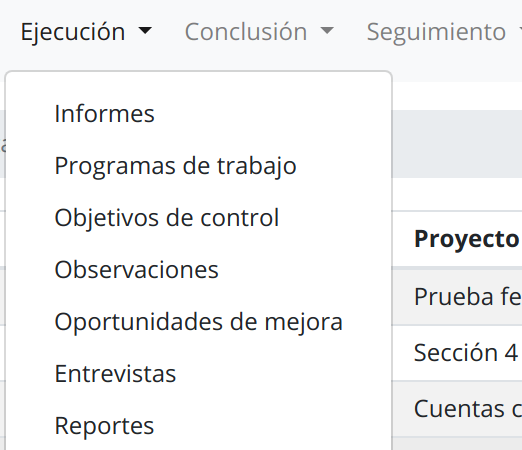 Ejecución Conclusión Seguimiento
Informes
Programas de trabajo
Objetivos de control
Proyecto
Observaciones
Prueba
Oportunidades de mejora
Sección 4
Entrevistas
Cuentas
Reportes